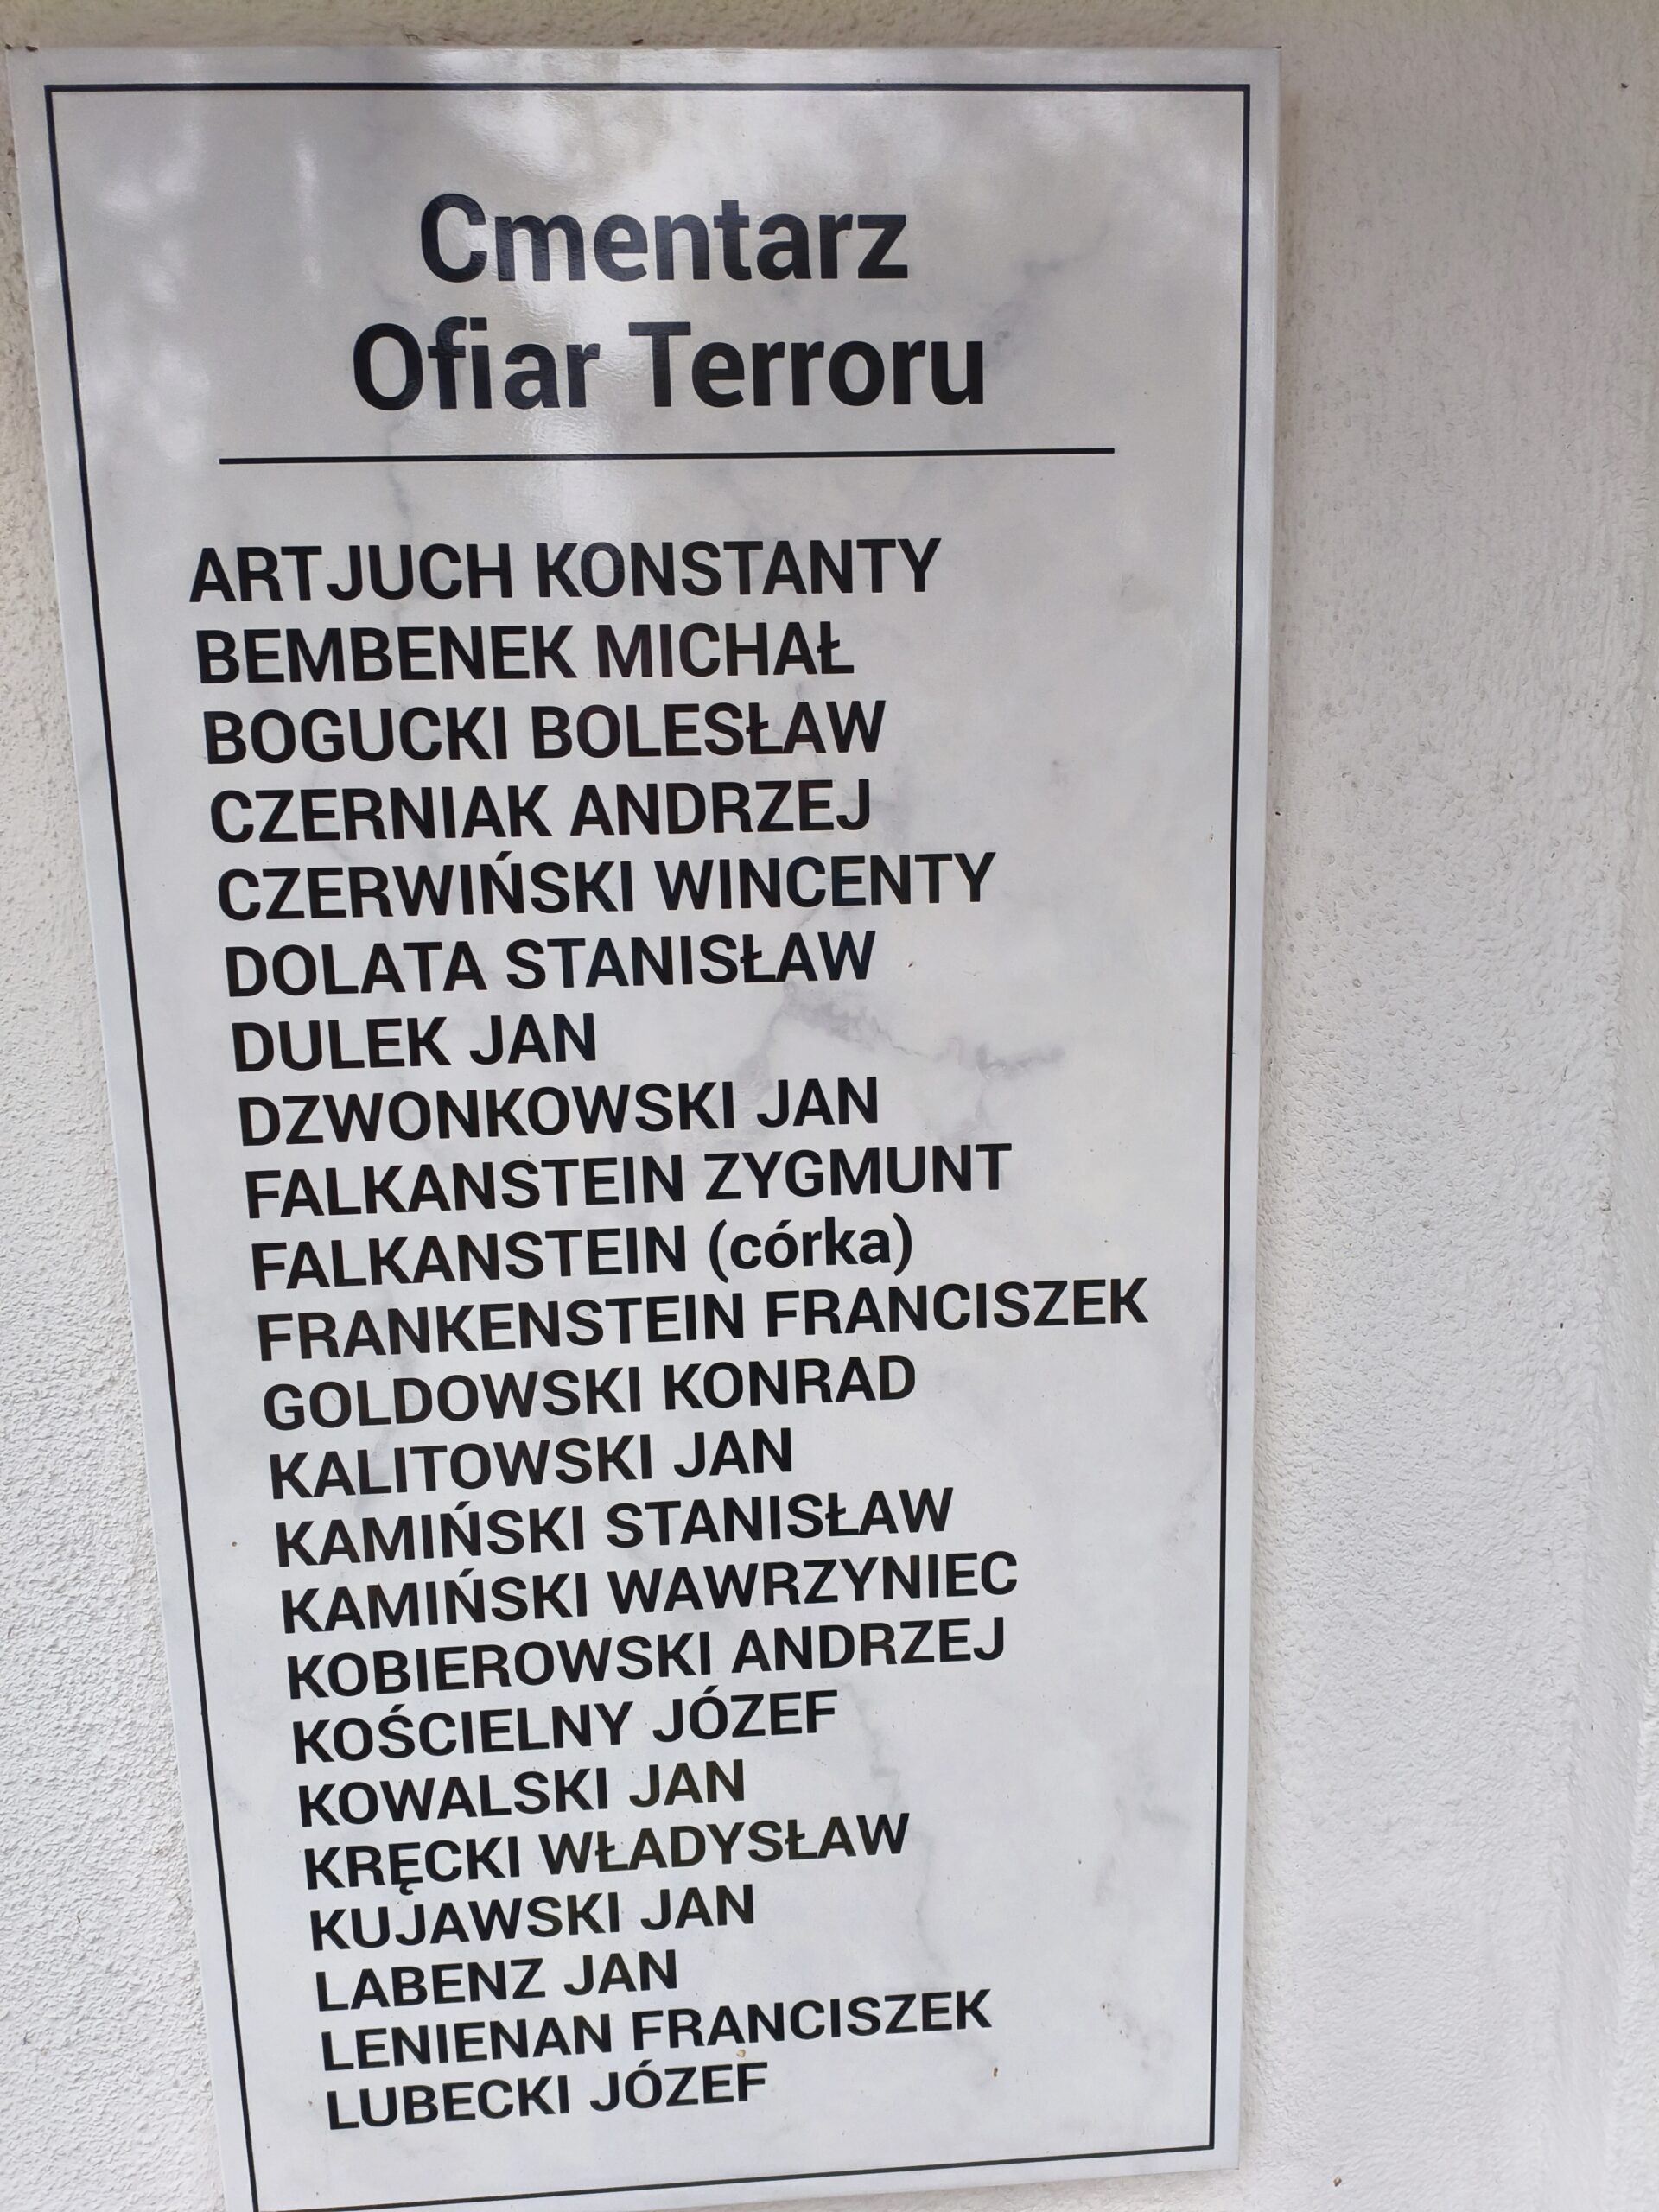 Cmentarz
Ofiar Terroru
ARTJUCH KONSTANTY
BEMBENEK MICHAŁ
BOGUCKI BOLESŁAW
CZERNIAK ANDRZEJ
CZERWIŃSKI WINCENTY
DOLATA STANISŁAW
DULEK JAN
DZWONKOWSKI JAN
FALKANSTEIN ZYGMUNT
FALKANSTEIN (córka)
FRANKENSTEIN FRANCISZEK
GOLDOWSKI KONRAD
KALITOWSKI JAN
KAMIŃSKI STANISŁAW
KAMIŃSKI WAWRZYNIEC
KOBIEROWSKI ANDRZEJ
KOŚCIELNY JÓZEF
KOWALSKI JAN
KRĘCKI WŁADYSŁAW
KUJAWSKI JAN
LABENZ JAN
LENIENAN FRANCISZEK
LUBECKI JÓZEF